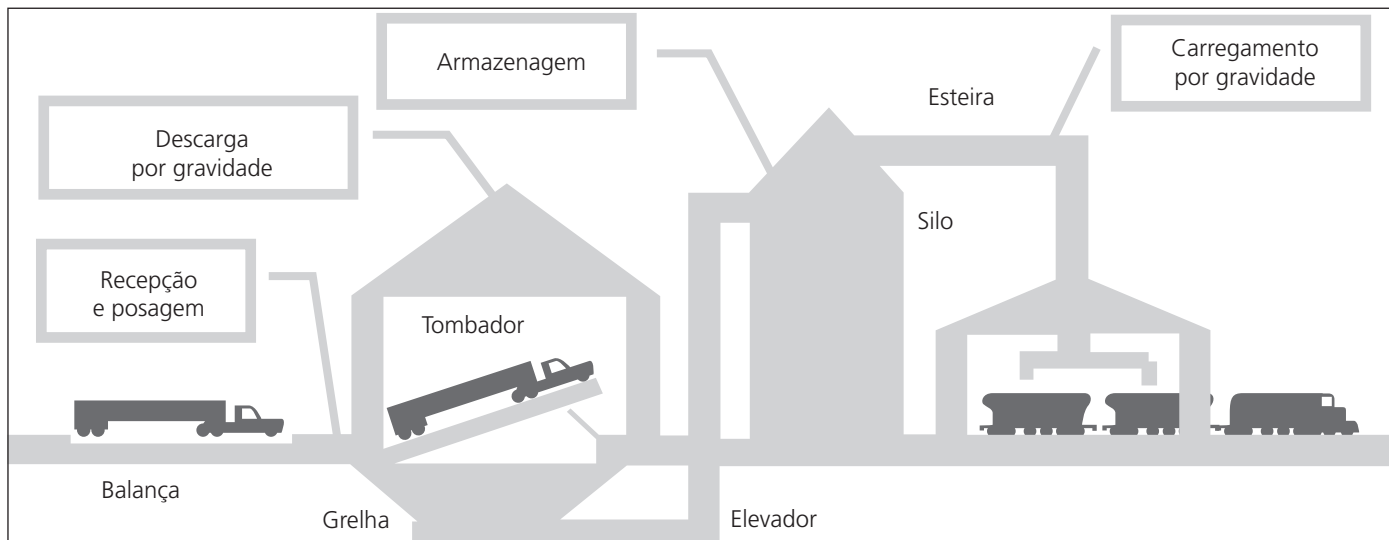 Armazenagem
Carregamento
por gravidade
Esteira
Descarga
por gravidade
Silo
Recepção
e posagem
Tombador
Balança
Grelha
Elevador